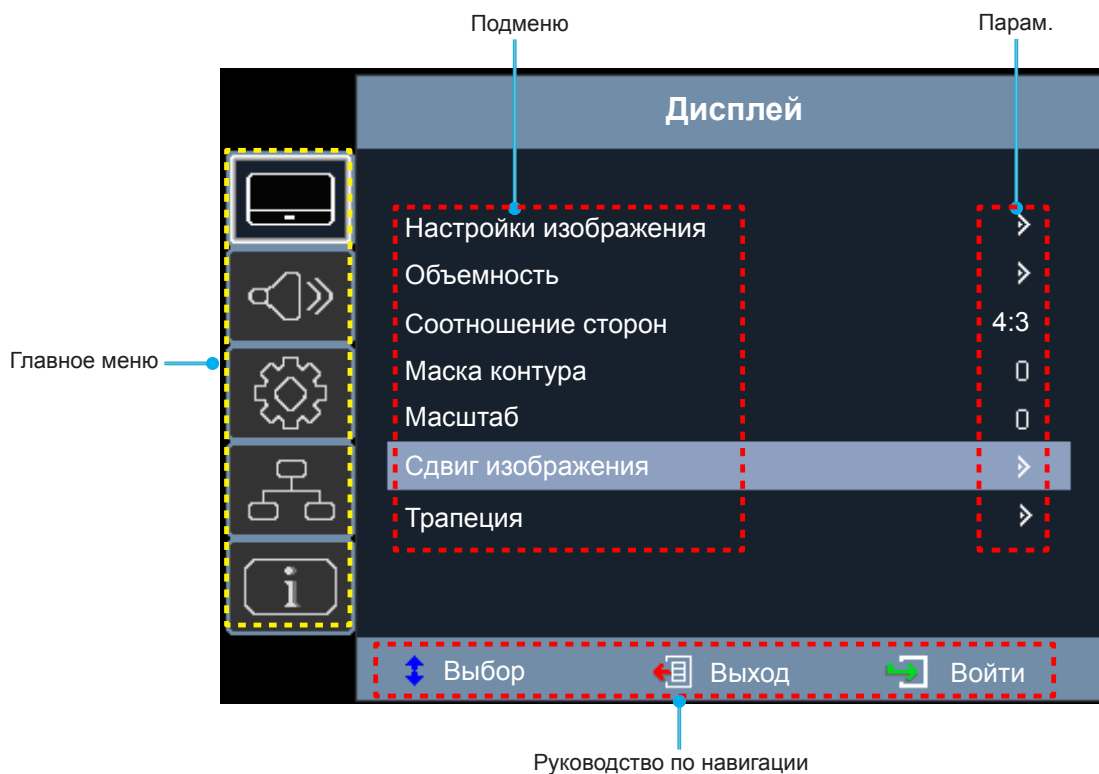 Подменю Парам.
Дисплей
Настройки изображения
Объемность
Соотношение сторон 4:3
Главное меню
Маска контура 0
Масштаб 0
Сдвиг изображения
Трапеция
i
Выбор Выход Войти
Руководство по навигации